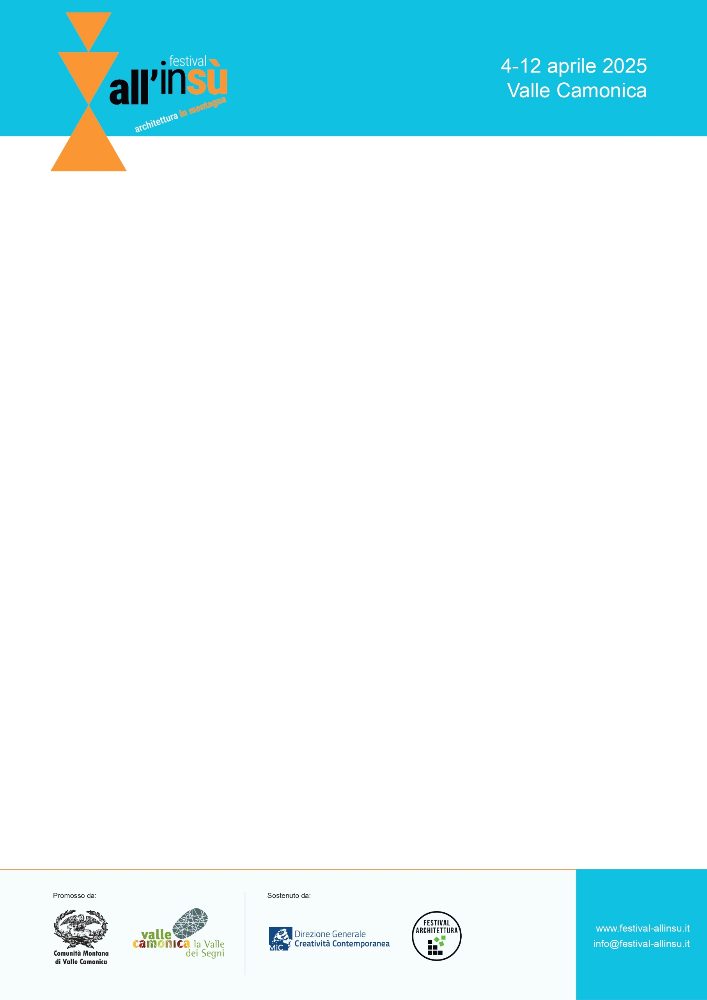 festival
all'insù
architettura in montagna
4-12 aprile 2025
Valle Camonica
Promosso da:
Comunità Montana
di Valle Camonica
valle
camonica la Valle
dei Segni
Sostenuto da:
MiC
Direzione Generale
Creatività Contemporanea
FESTIVAL
ARCHITETTURA
www.festival-allinsu.it
info@festival-allinsu.it